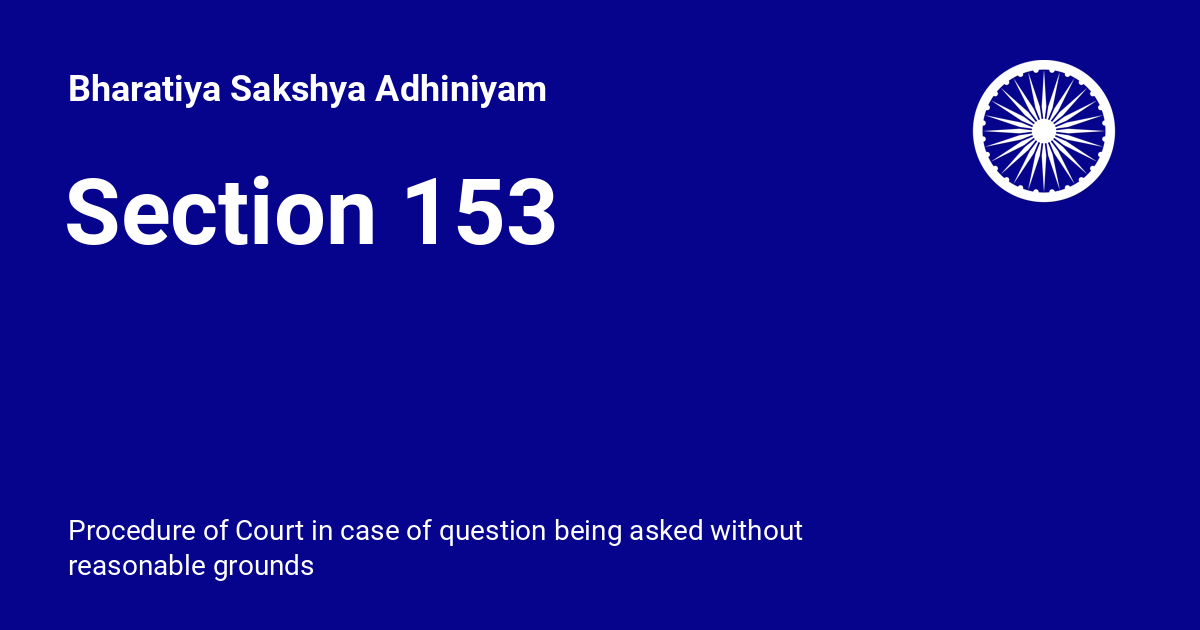 Bharatiya Sakshya Adhiniyam
Section 153
Procedure of Court in case of question being asked without
reasonable grounds